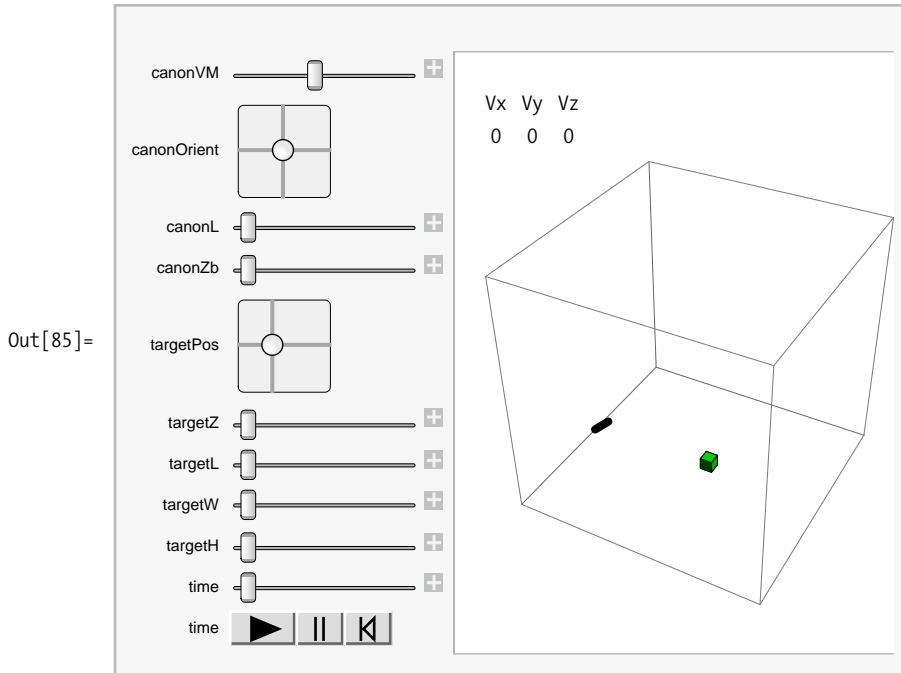 canonVM
Vx Vy Vz
0 0 0
canonOrient
canonL
canonZb
Out[85]=
targetPos
targetZ
targetL
targetW
targetH
time
time